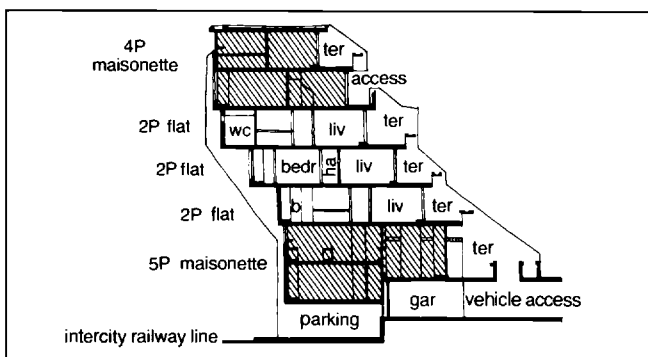 4P ter
maisonette
access
2P flat wc liv ter
2P flat bedr ha liv ter
2P flat b liv ter
5P maisonette ter
gar vehicle access
parking
intercity railway line